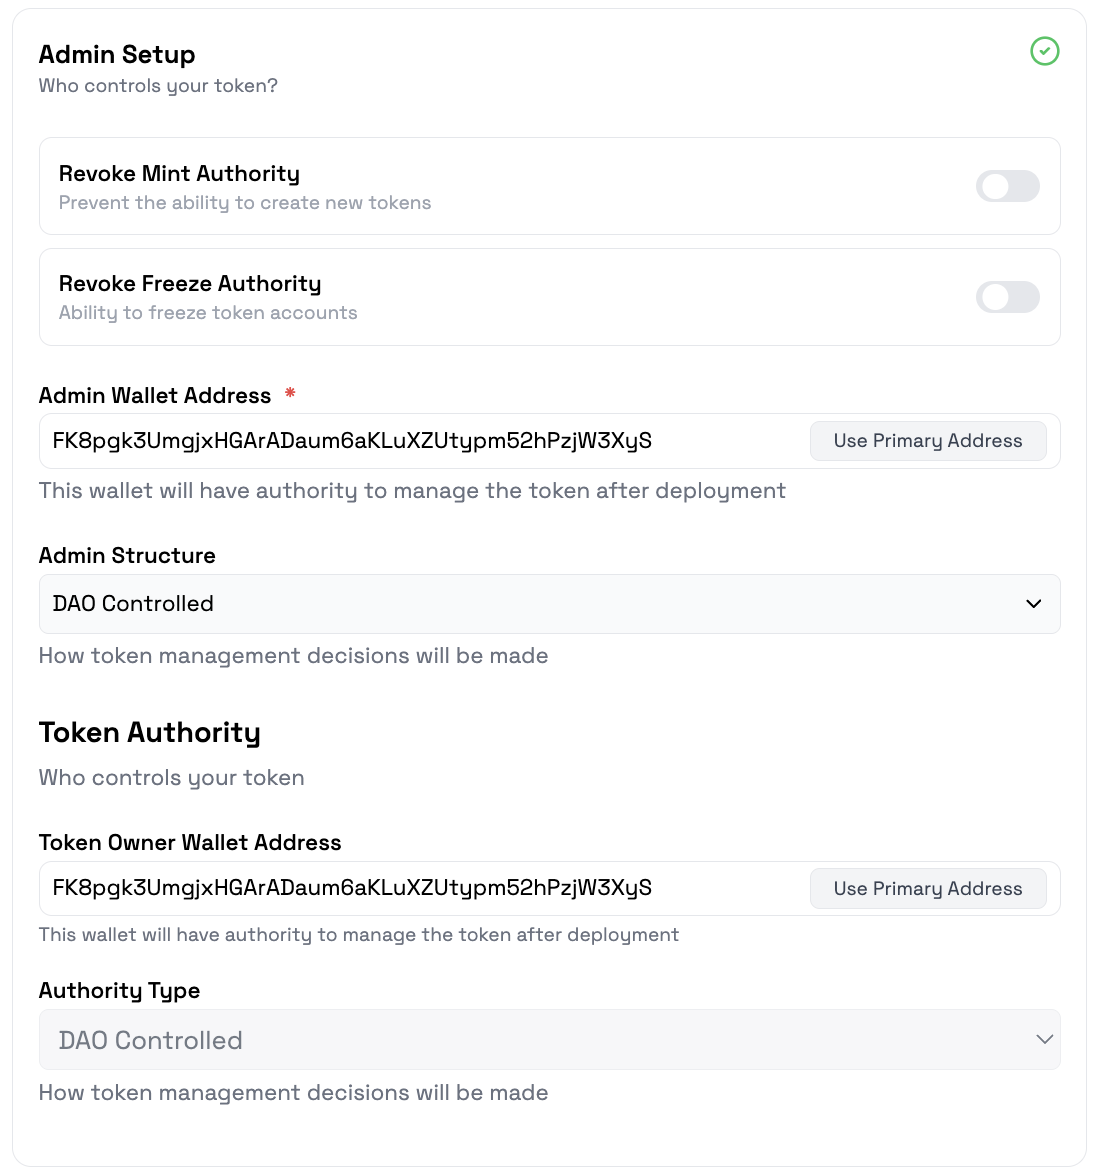 Admin Setup
Who controls your token?
Revoke Mint Authority
Prevent the ability to create new tokens
Revoke Freeze Authority
Ability to freeze token accounts
Admin Wallet Address *
FK8pgk3UmgjxHGArADaum6aKLuXZUtypm52hPzjW3XyS
Use Primary Address
This wallet will have authority to manage the token after deployment
Admin Structure
DAO Controlled
How token management decisions will be made
Token Authority
Who controls your token
Token Owner Wallet Address
FK8pgk3UmgjxHGArADaum6aKLuXZUtypm52hPzjW3XyS
Use Primary Address
This wallet will have authority to manage the token after deployment
Authority Type
DAO Controlled
How token management decisions will be made